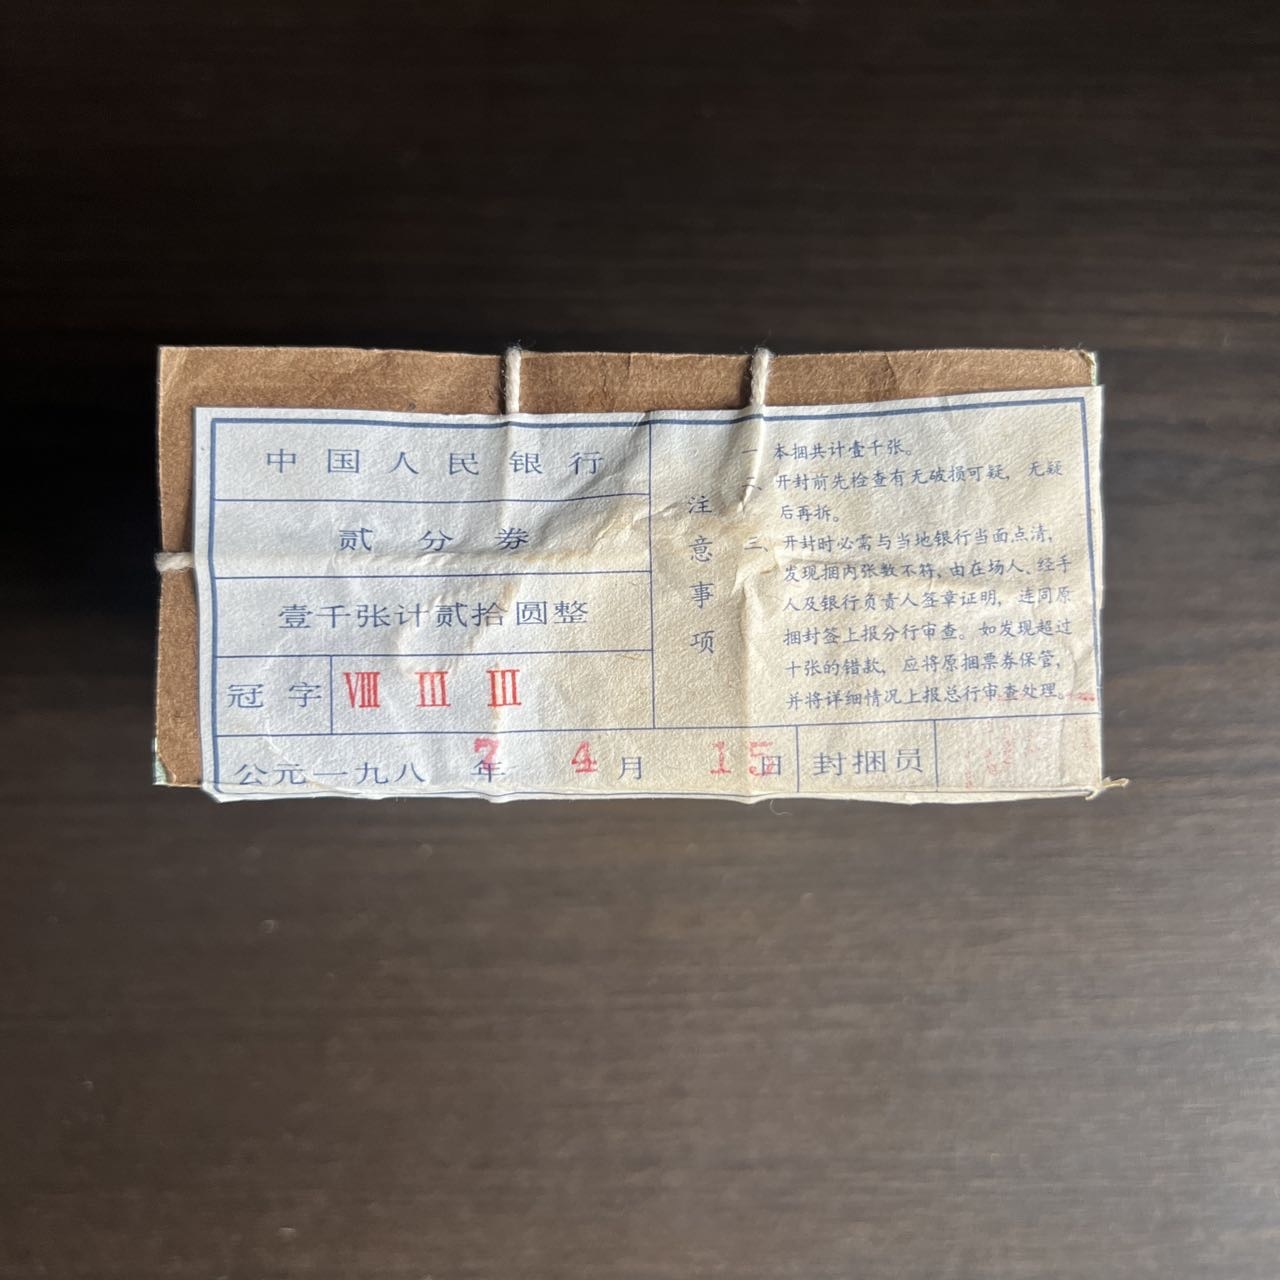 中国人民银行
贰分券
壹千张计贰拾圆整
冠字 Ⅷ Ⅲ Ⅲ
公元一九八7年4月15日 封捆员
注意事项
一、本捆共计壹千张。
二、开封前先检查有无破损可疑，无疑
后再拆。
三、开封时必需与当地银行当面点清，
发现捆内张数不符，由在场人、经手
人及银行负责人签章证明，连同原
捆封签上报分行审查。如发现超过
十张的错款，应将原捆票券保管，
并将详细情况上报总行审查处理。